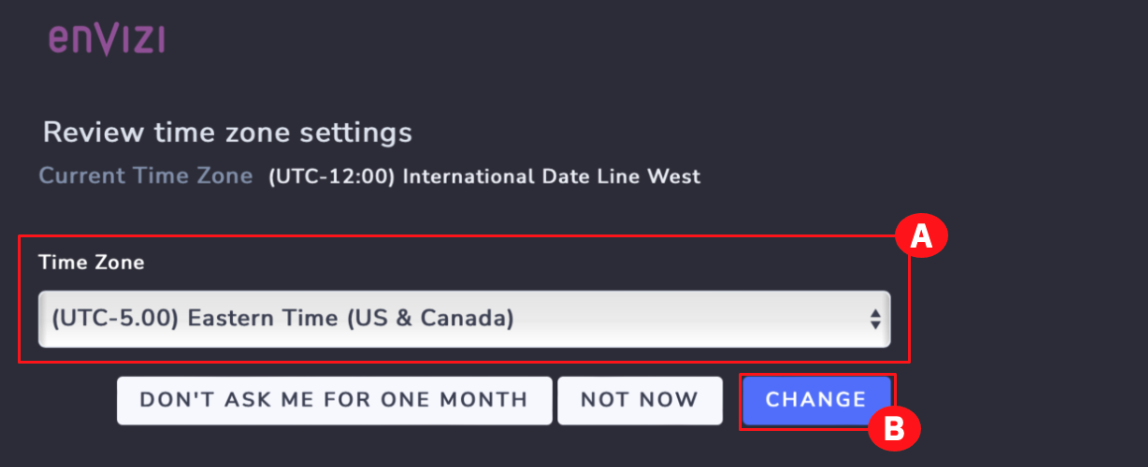 enVIZI
Review time zone settings
Current Time Zone (UTC-12:00) International Date Line West
A
Time Zone
(UTC-5.00) Eastern Time (US & Canada)
DON'T ASK ME FOR ONE MONTH NOT NOW CHANGE
B